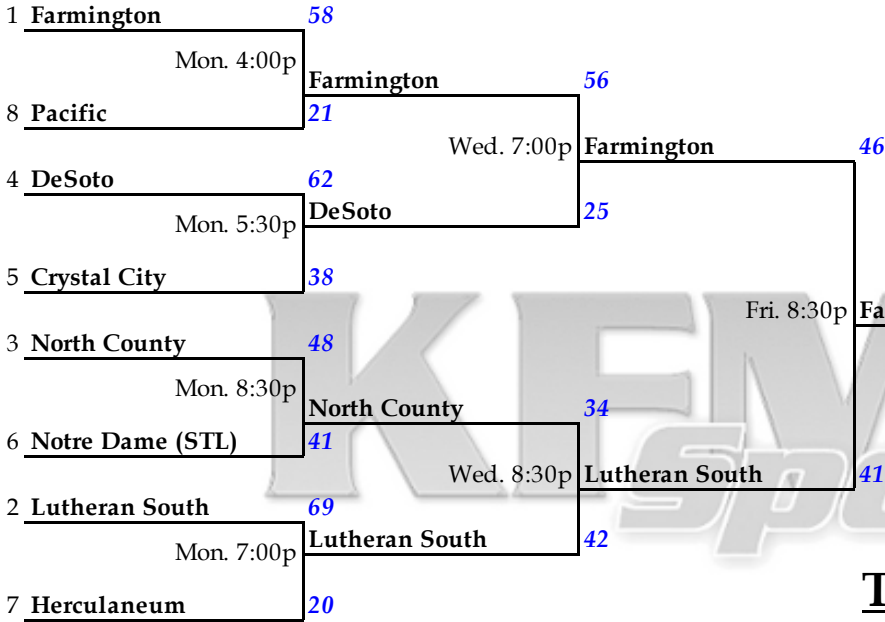 1 Farmington 58
Mon. 4:00p
Farmington 56
8 Pacific 21
Wed. 7:00p Farmington 46
4 DeSoto 62
Mon. 5:30p DeSoto 25
5 Crystal City 38
Fri. 8:30p Fa
3 North County 48
Mon. 8:30p
North County 34
6 Notre Dame (STL) 41
Wed. 8:30p Lutheran South 41
2 Lutheran South 69
Mon. 7:00p Lutheran South 42
7 Herculaneum 20
KFM
Spo
T